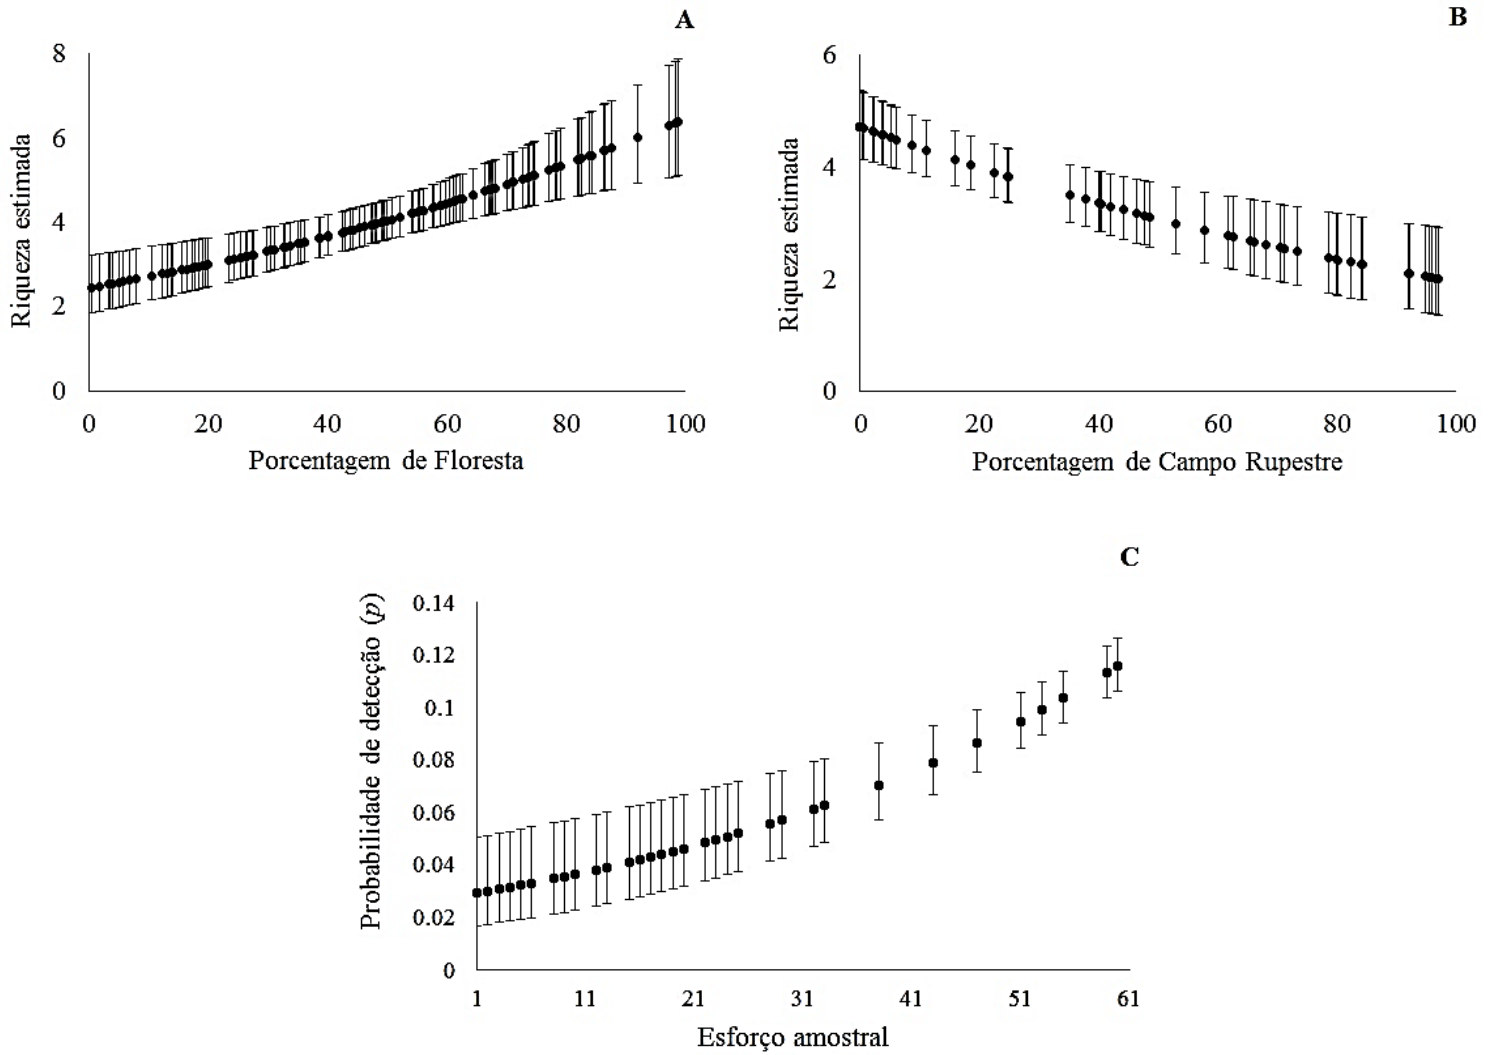 A
8
6
4
2
0
Riqueza estimada
0 20 40 60 80 100
Porcentagem de Floresta
B
6
4
2
0
Riqueza estimada
0 20 40 60 80 100
Porcentagem de Campo Rupestre
C
0.14
0.12
0.1
0.08
0.06
0.04
0.02
0
Probabilidade de detecção (p)
1 11 21 31 41 51 61
Esforço amostral